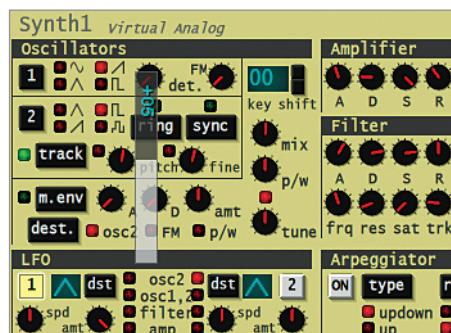 Synth1 Virtual Analog
Oscillators
Amplifier
1
FM
det.
00
key shift
A D S R
2
ring
sync
+05
mix
Filter
track
pitch
fine
p/w
A D S R
m.env
A
D
amt
tune
frq res sat trk
dest.
osc2
FM
p/w
LFO
Arpeggiator
1
dst
osc2
dst
2
ON
type
osc1,2
spd
filter
spd
updown
amt
amp
amt
up